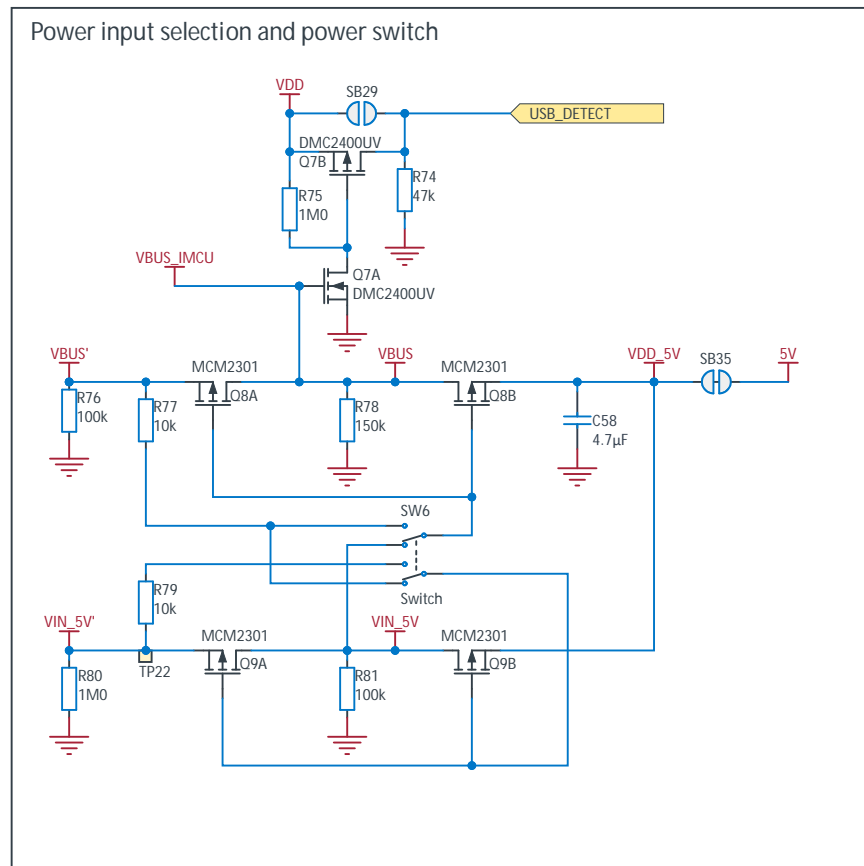 Power input selection and power switch
VDD
SB29
USB_DETECT
DMC2400UV
Q7B
R75
1M0
R74
47k
VBUS_IMCU
Q7A
DMC2400UV
VBUS'
MCM2301
VBUS
MCM2301
VDD_5V
SB35
5V
R76
100k
R77
10k
Q8A
R78
150k
Q8B
C58
4.7µF
SW6
Switch
R79
10k
VIN_5V'
MCM2301
VIN_5V
MCM2301
TP22
R80
1M0
Q9A
R81
100k
Q9B